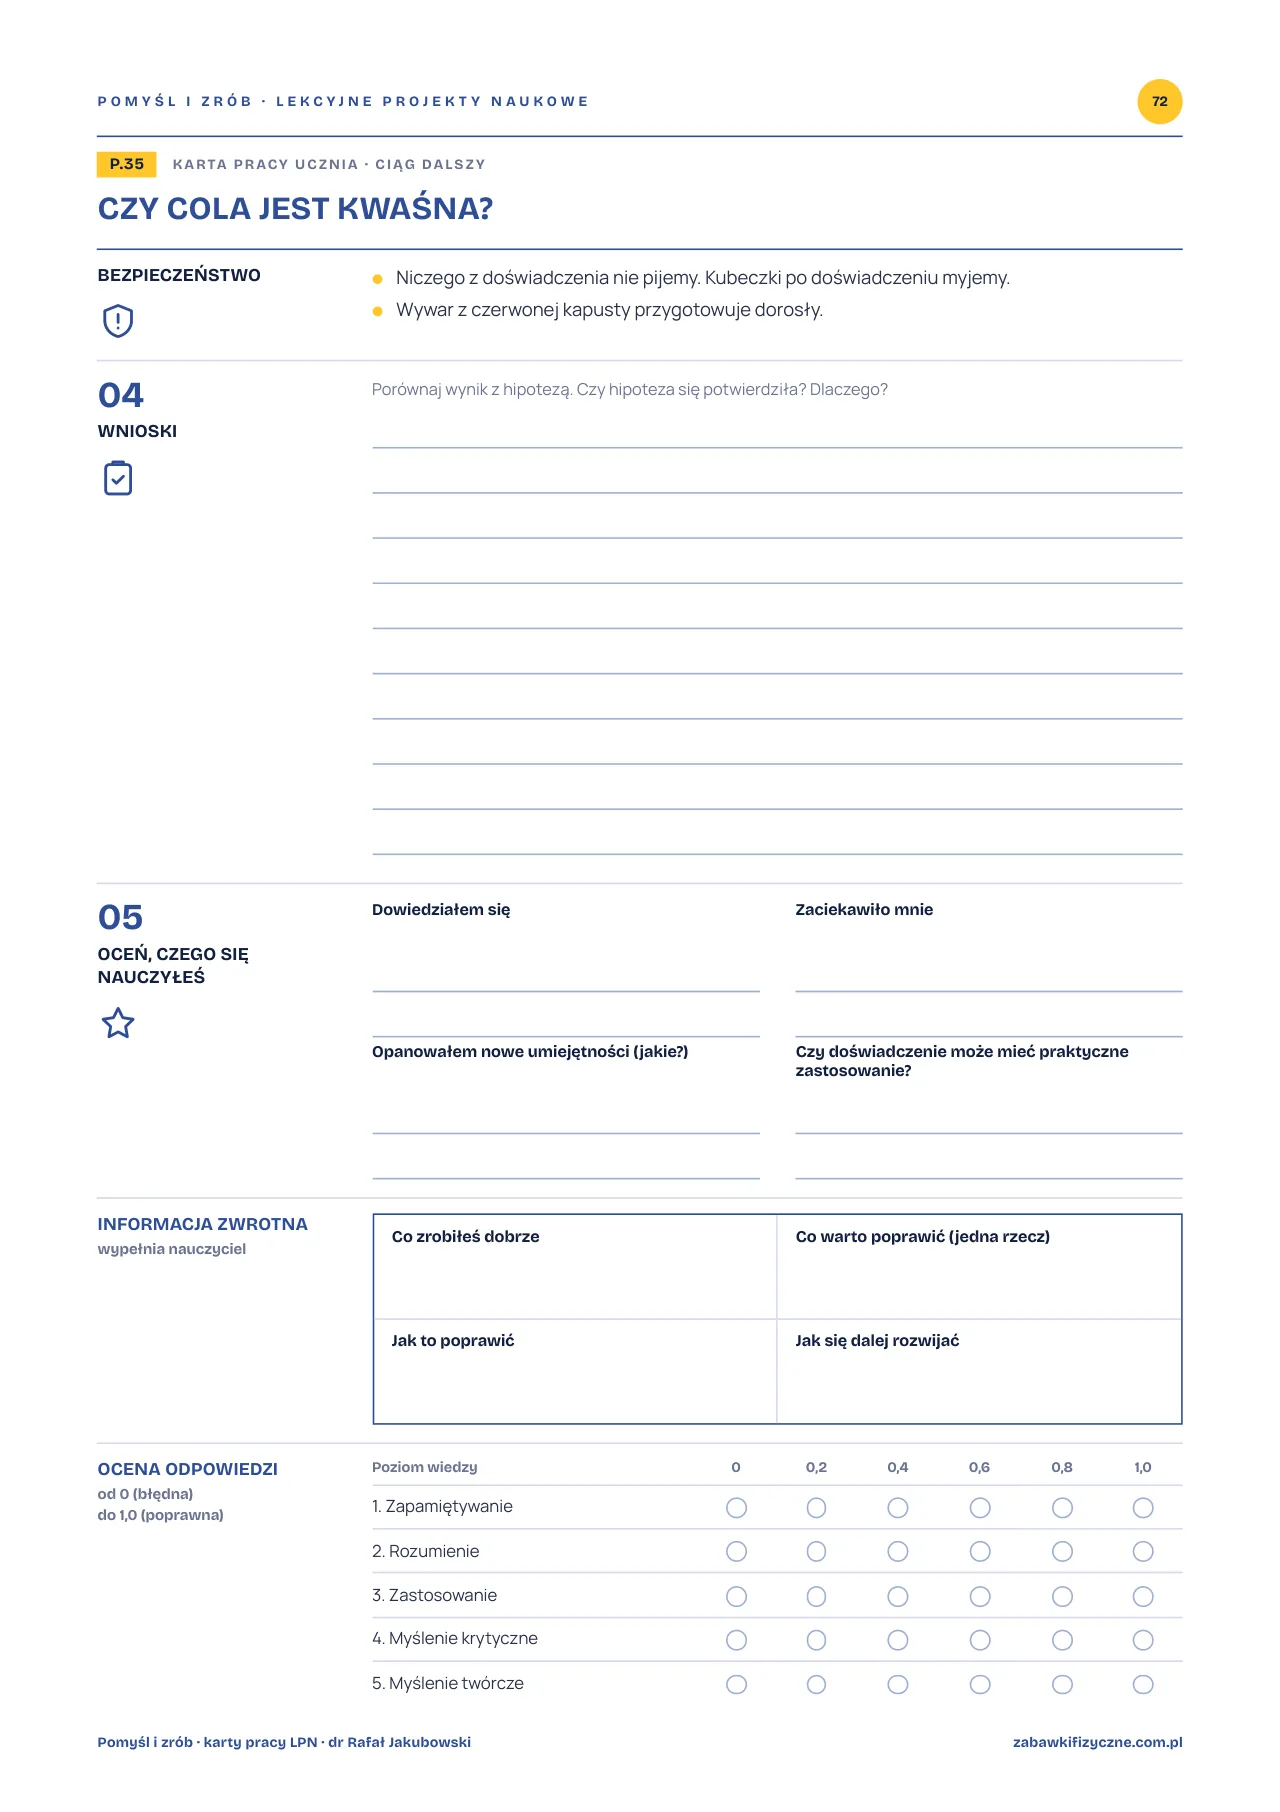 POMYŚL I ZRÓB · LEKCYJNE PROJEKTY NAUKOWE
72
P.35 KARTA PRACY UCZNIA · CIĄG DALSZY
CZY COLA JEST KWAŚNA?
BEZPIECZEŃSTWO
Niczego z doświadczenia nie pijemy. Kubeczki po doświadczeniu myjemy.
Wywar z czerwonej kapusty przygotowuje dorosły.
04
WNIOSKI
Porównaj wynik z hipotezą. Czy hipoteza się potwierdziła? Dlaczego?
05
OCEŃ, CZEGO SIĘ
NAUCZYŁEŚ
Dowiedziałem się
Zaciekawiło mnie
Opanowałem nowe umiejętności (jakie?)
Czy doświadczenie może mieć praktyczne
zastosowanie?
INFORMACJA ZWROTNA
wypełnia nauczyciel
Co zrobiłeś dobrze
Co warto poprawić (jedna rzecz)
Jak to poprawić
Jak się dalej rozwijać
OCENA ODPOWIEDZI
od 0 (błędna)
do 1,0 (poprawna)
Poziom wiedzy 0 0,2 0,4 0,6 0,8 1,0
1. Zapamiętywanie
2. Rozumienie
3. Zastosowanie
4. Myślenie krytyczne
5. Myślenie twórcze
Pomyśl i zrób · karty pracy LPN · dr Rafał Jakubowski
zabawkifizyczne.com.pl